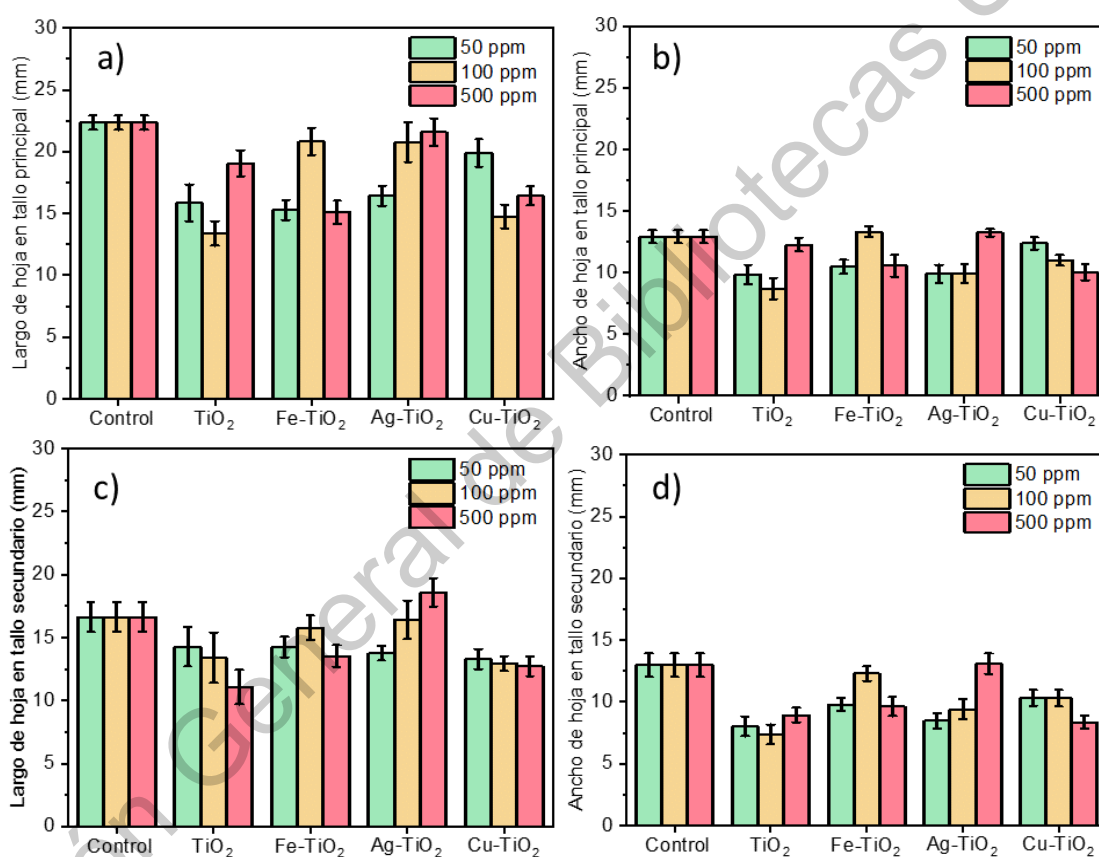 a)
50 ppm
100 ppm
500 ppm
Largo de hoja en tallo principal (mm)
30
25
20
15
10
5
0
Control TiO₂ Fe-TiO₂ Ag-TiO₂ Cu-TiO₂
b)
50 ppm
100 ppm
500 ppm
Ancho de hoja en tallo principal (mm)
30
25
20
15
10
5
0
Control TiO₂ Fe-TiO₂ Ag-TiO₂ Cu-TiO₂
c)
50 ppm
100 ppm
500 ppm
Largo de hoja en tallo secundario (mm)
30
25
20
15
10
5
0
Control TiO₂ Fe-TiO₂ Ag-TiO₂ Cu-TiO₂
d)
50 ppm
100 ppm
500 ppm
Ancho de hoja en tallo secundario (mm)
30
25
20
15
10
5
0
Control TiO₂ Fe-TiO₂ Ag-TiO₂ Cu-TiO₂
General de Bibliotecas